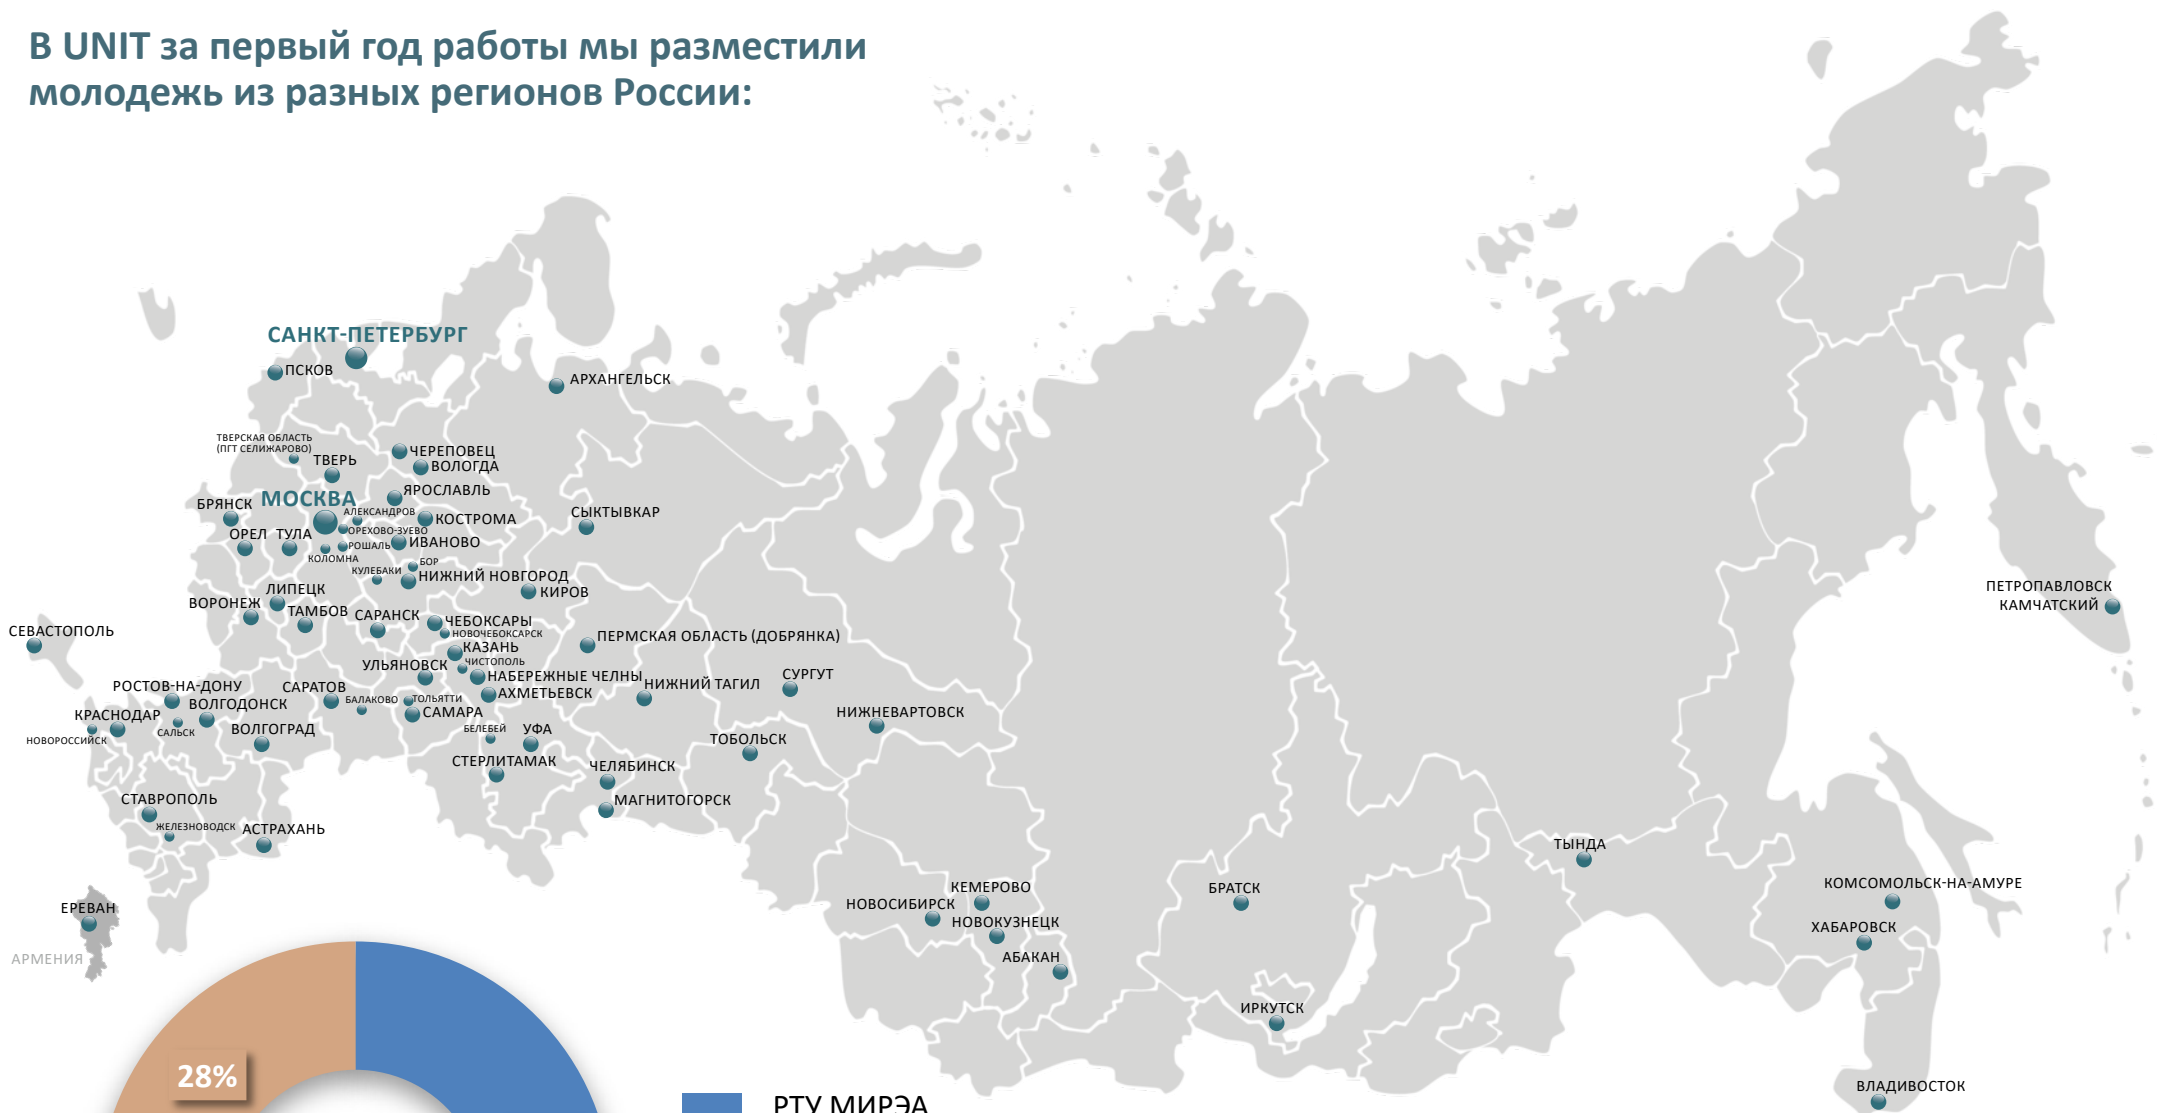 В UNIT за первый год работы мы разместили
молодежь из разных регионов России:
САНКТ-ПЕТЕРБУРГ
ПСКОВ
АРХАНГЕЛЬСК
ТВЕРСКАЯ ОБЛАСТЬ
(ПГТ СЕЛИЖАРОВО)
ТВЕРЬ
ЧЕРЕПОВЕЦ
ВОЛОГДА
ЯРОСЛАВЛЬ
МОСКВА
БРЯНСК
АЛЕКСАНДРОВ
КОСТРОМА
СЫКТЫВКАР
ОРЕХОВО-ЗУЕВО
ОРЕЛ
ТУЛА
РОШАЛЬ
ИВАНОВО
КОЛОМНА
БОР
КУЛЕБАКИ
НИЖНИЙ НОВГОРОД
КИРОВ
ЛИПЕЦК
ВОРОНЕЖ
ТАМБОВ
САРАНСК
ЧЕБОКСАРЫ
НОВОЧЕБОКСАРСК
СЕВАСТОПОЛЬ
ПЕРМСКАЯ ОБЛАСТЬ (ДОБРЯНКА)
КАЗАНЬ
ЧИСТОПОЛЬ
УЛЬЯНОВСК
НАБЕРЕЖНЫЕ ЧЕЛНЫ
НИЖНИЙ ТАГИЛ
СУРГУТ
РОСТОВ-НА-ДОНУ
САРАТОВ
АХМЕТЬЕВСК
БАЛАКОВО
ТОЛЬЯТТИ
ВОЛГОДОНСК
КРАСНОДАР
САМАРА
НИЖНЕВАРТОВСК
НОВОРОССИЙСК
САЛЬСК
ВОЛГОГРАД
БЕЛЕБЕЙ
УФА
ТОБОЛЬСК
СТЕРЛИТАМАК
ЧЕЛЯБИНСК
СТАВРОПОЛЬ
МАГНИТОГОРСК
ЖЕЛЕЗНОВОДСК
АСТРАХАНЬ
ПЕТРОПАВЛОВСК
КАМЧАТСКИЙ
ТЫНДА
КЕМЕРОВО
БРАТСК
КОМСОМОЛЬСК-НА-АМУРЕ
НОВОСИБИРСК
НОВОКУЗНЕЦК
ХАБАРОВСК
ЕРЕВАН
АРМЕНИЯ
АБАКАН
ИРКУТСК
ВЛАДИВОСТОК
28%
РТУ МИРЭА